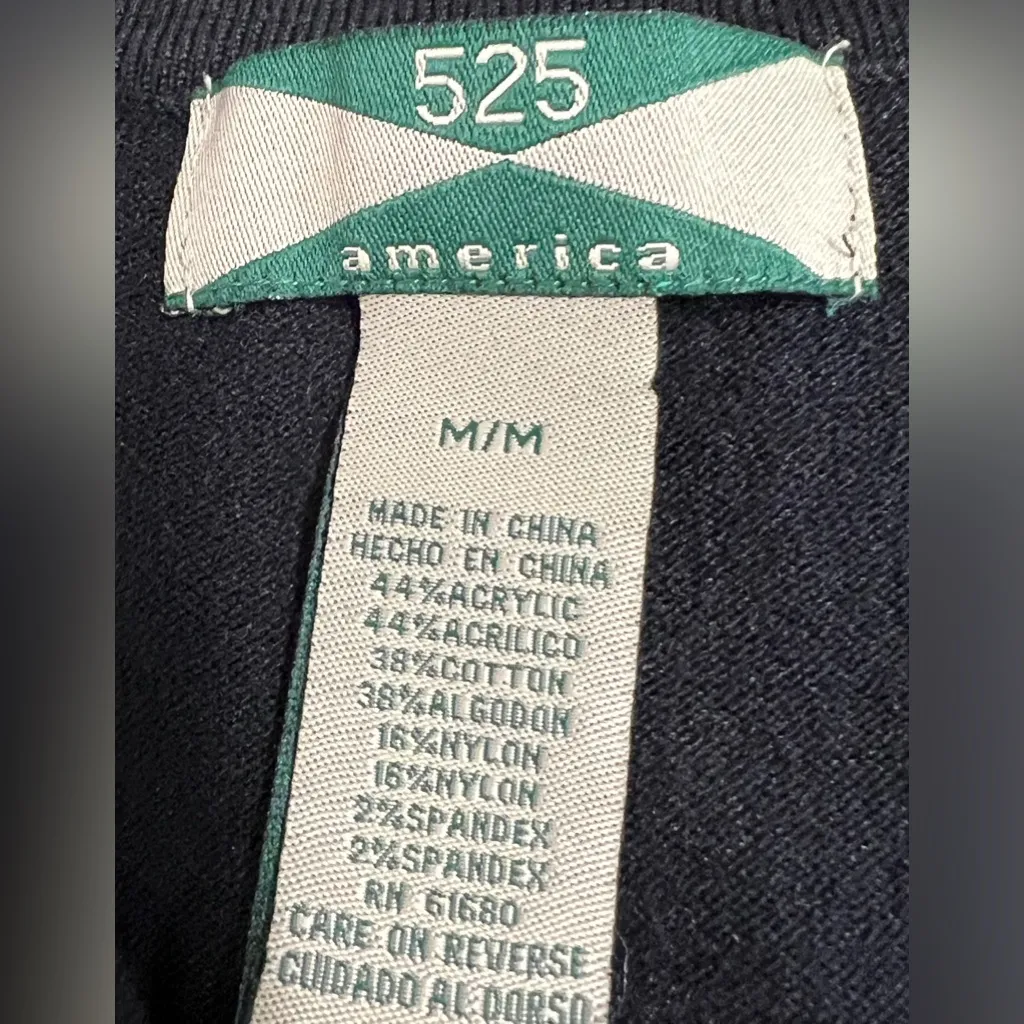 525
america
M/M
MADE IN CHINA
HECHO EN CHINA
44%ACRYLIC
44%ACRILICO
38%COTTON
38%ALGODON
16%NYLON
16%NYLON
2%SPANDEX
2%SPANDEX
RN 61680
CARE ON REVERSE
CUIDADO AL DORSO